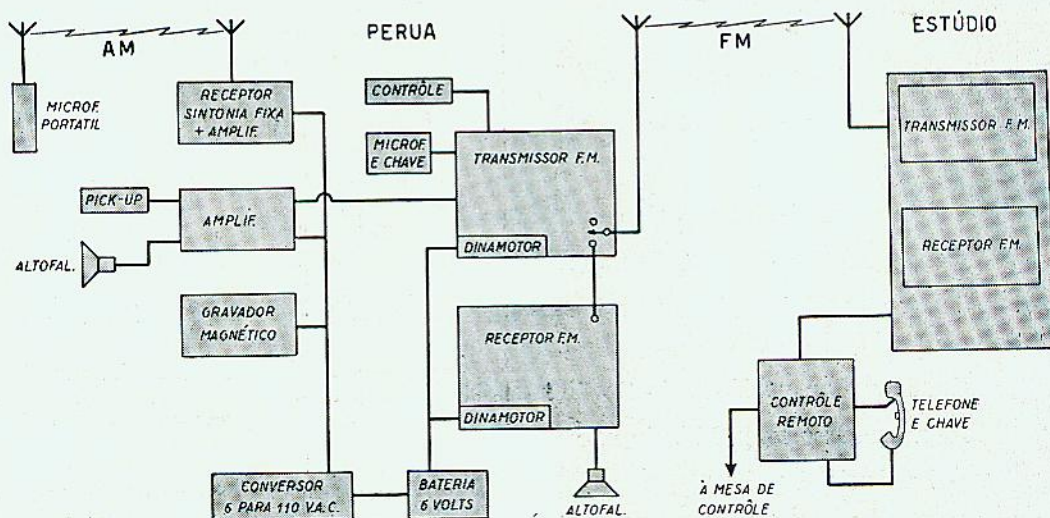 AM
PERUA
FM
ESTÚDIO
MICROF.
PORTATIL
RECEPTOR
SINTONIA FIXA
+ AMPLIF.
CONTRÔLE
MICROF.
E CHAVE
TRANSMISSOR F.M.
DINAMOTOR
PICK-UP
AMPLIF.
ALTOFAL.
GRAVADOR
MAGNÉTICO
RECEPTOR F.M.
DINAMOTOR
CONVERSOR
6 PARA 110 V.A.C.
BATERIA
6 VOLTS
ALTOFAL.
TRANSMISSOR F.M.
RECEPTOR F.M.
CONTRÔLE
REMOTO
TELEFONE
E CHAVE
À MESA DE
CONTRÔLE